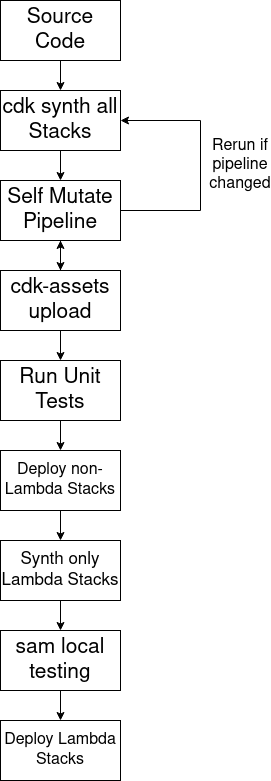 Source
Code
cdk synth all
Stacks
Rerun if
pipeline
changed
Self Mutate
Pipeline
cdk-assets
upload
Run Unit
Tests
Deploy non-
Lambda Stacks
Synth only
Lambda Stacks
sam local
testing
Deploy Lambda
Stacks